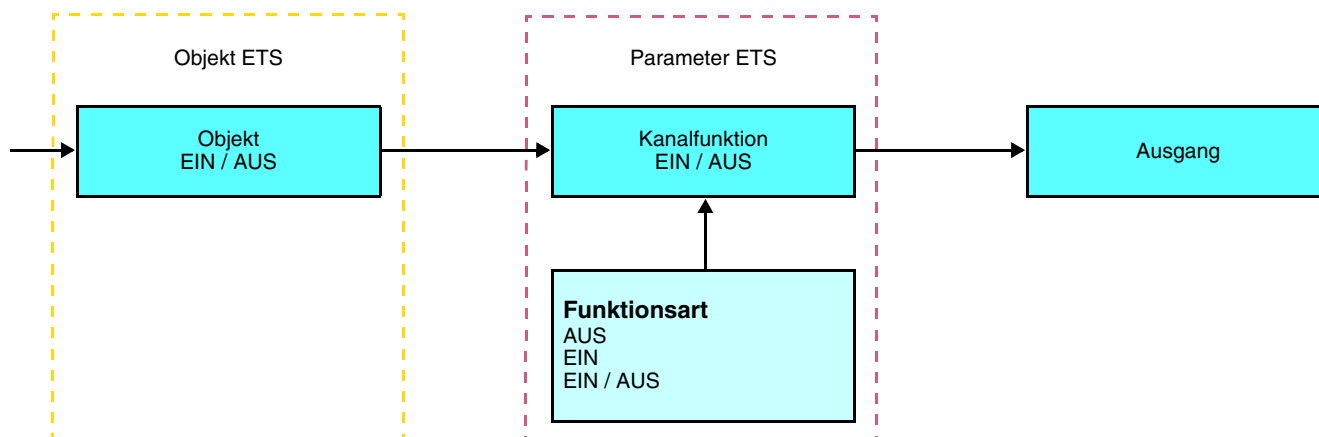 Objekt ETS
Parameter ETS
Objekt
EIN / AUS
Kanalfunktion
EIN / AUS
Ausgang
Funktionsart
AUS
EIN
EIN / AUS